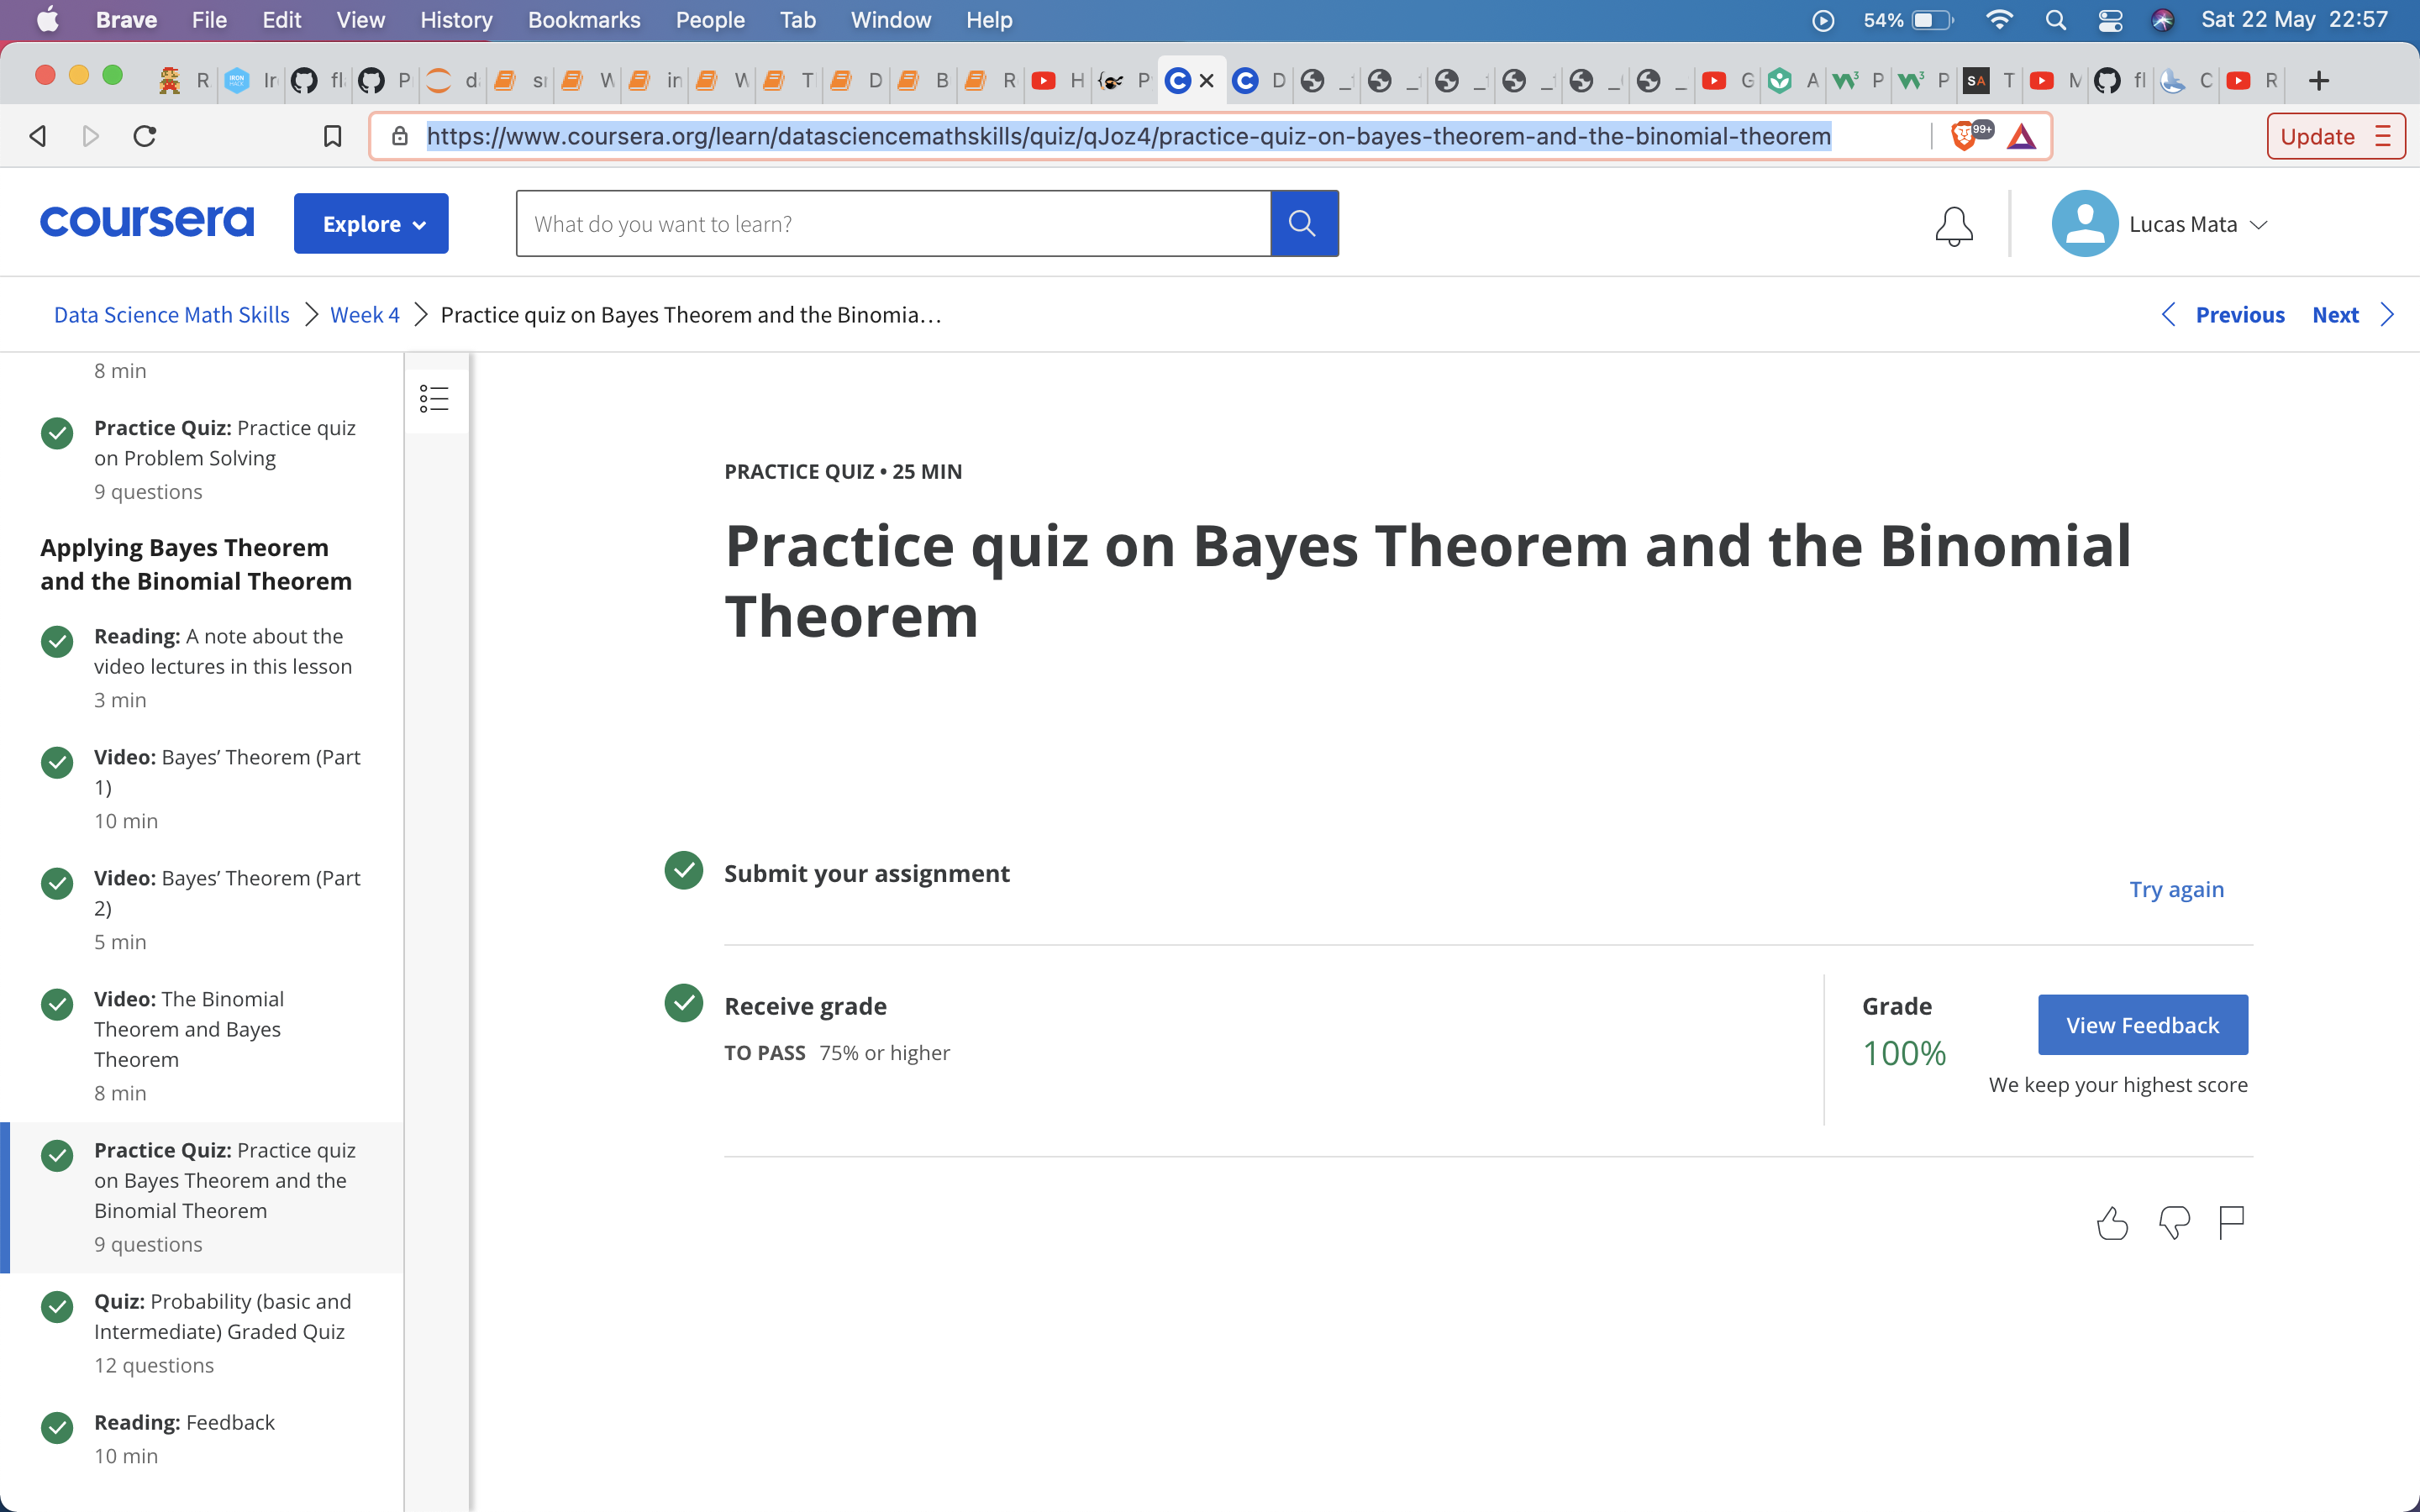 Brave File Edit View History Bookmarks People Tab Window Help 54% Sat 22 May 22:57
R Ir fl P d sr W ir W T D B R H P D G A P P SA T M fl C R
https://www.coursera.org/learn/datasciencemathskills/quiz/qJoz4/practice-quiz-on-bayes-theorem-and-the-binomial-theorem 99+ Update
coursera Explore What do you want to learn? Lucas Mata
Data Science Math Skills Week 4 Practice quiz on Bayes Theorem and the Binomia... Previous Next
8 min
Practice Quiz: Practice quiz
on Problem Solving
9 questions
Applying Bayes Theorem
and the Binomial Theorem
Reading: A note about the
video lectures in this lesson
3 min
Video: Bayes’ Theorem (Part
1)
10 min
Video: Bayes’ Theorem (Part
2)
5 min
Video: The Binomial
Theorem and Bayes
Theorem
8 min
Practice Quiz: Practice quiz
on Bayes Theorem and the
Binomial Theorem
9 questions
Quiz: Probability (basic and
Intermediate) Graded Quiz
12 questions
Reading: Feedback
10 min
PRACTICE QUIZ • 25 MIN
Practice quiz on Bayes Theorem and the Binomial
Theorem
Submit your assignment
Try again
Receive grade
TO PASS 75% or higher
Grade
100%
View Feedback
We keep your highest score